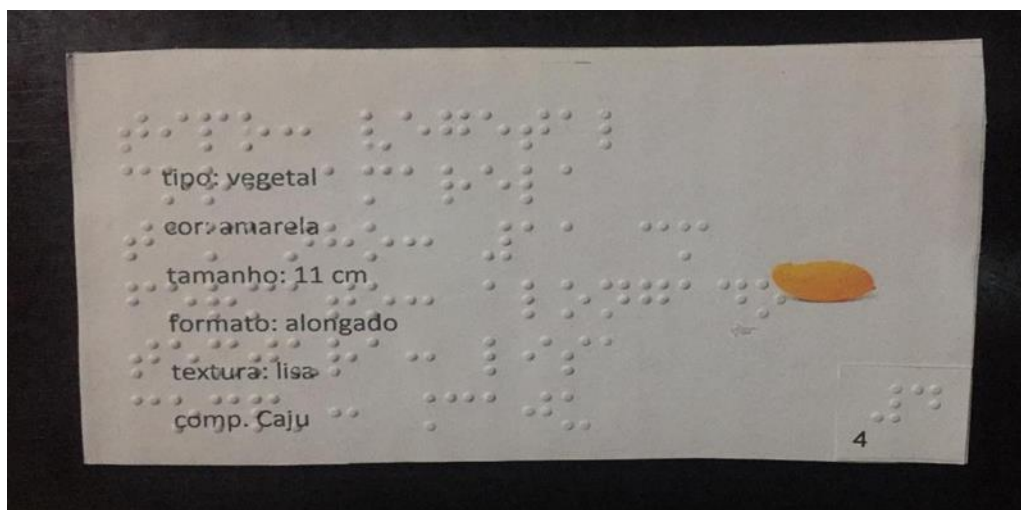 tipo: vegetal
cor: amarela
tamanho: 11 cm
formato: alongado
textura: lisa
comp. Caju
4